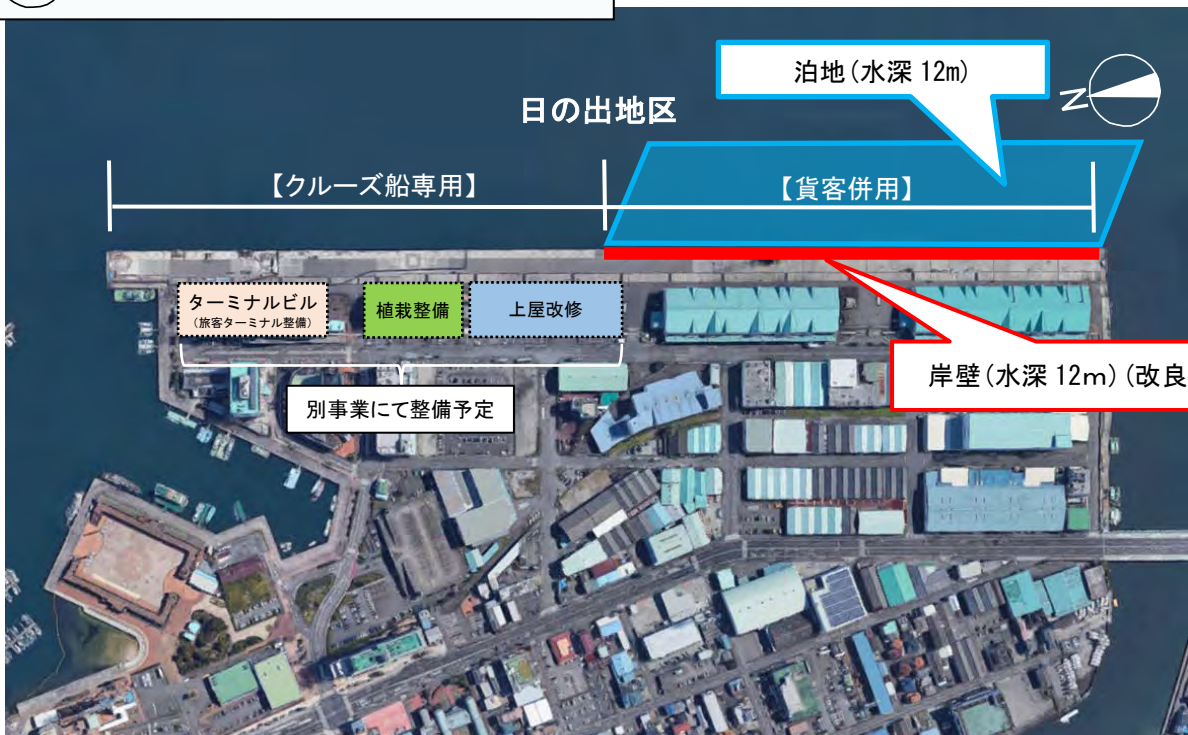 泊地(水深 12m)
N
日の出地区
【クルーズ船専用】
【貨客併用】
ターミナルビル
(旅客ターミナル整備)
植栽整備
上屋改修
岸壁(水深 12m)(改良
別事業にて整備予定